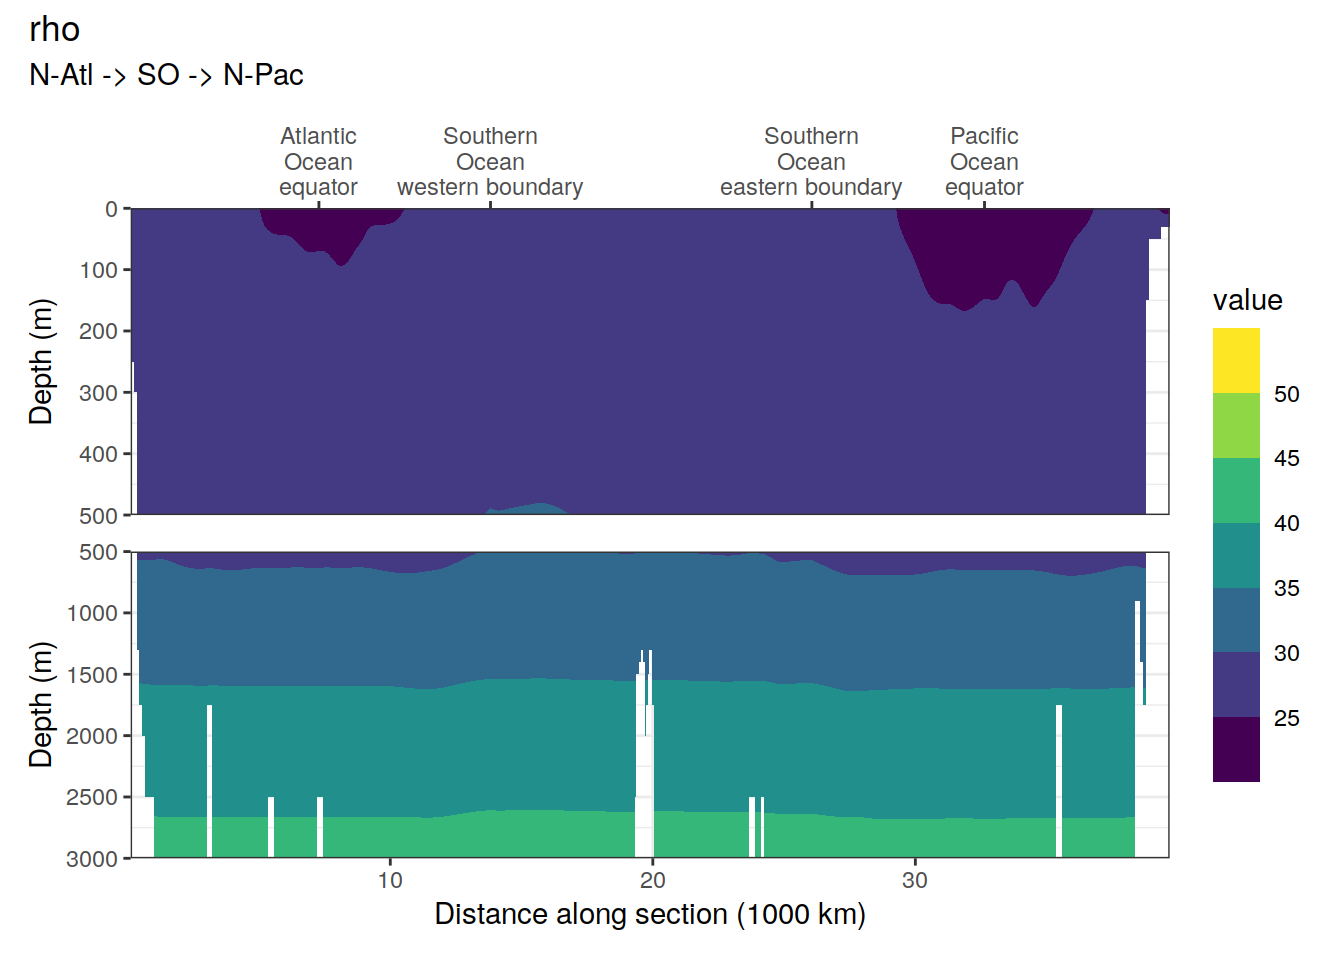 rho
N-Atl -> SO -> N-Pac
Atlantic
Ocean
equator
Southern
Ocean
western boundary
Southern
Ocean
eastern boundary
Pacific
Ocean
equator
0
100
200
300
400
500
Depth (m)
500
1000
1500
2000
2500
3000
Depth (m)
10
20
30
Distance along section (1000 km)
value
50
45
40
35
30
25